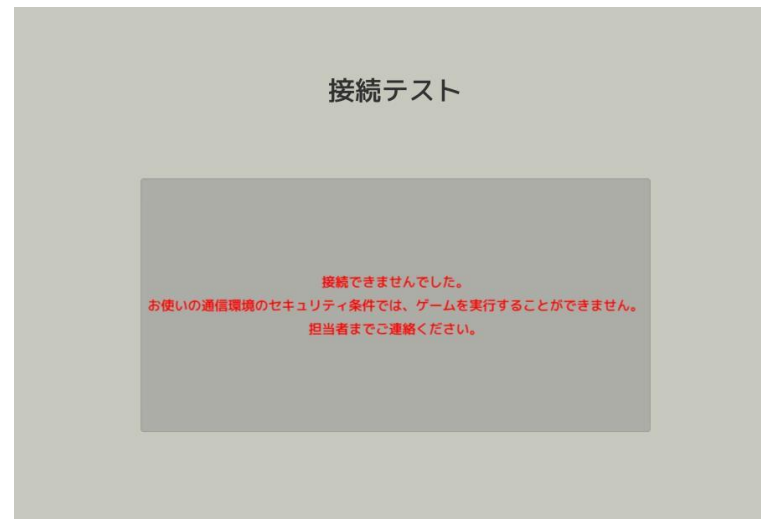 接続テスト
接続できませんでした。
お使いの通信環境のセキュリティ条件では、ゲームを実行することができません。
担当者までご連絡ください。